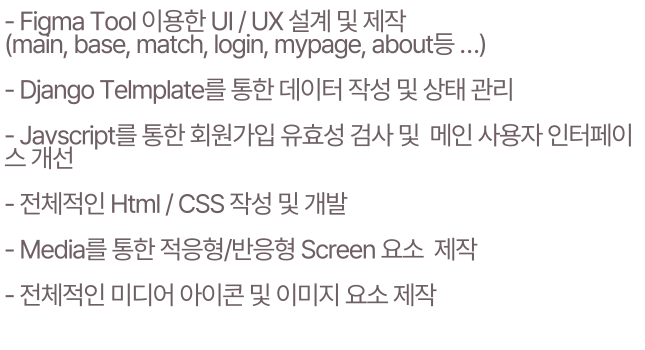 - Figma Tool 이용한 UI / UX 설계 및 제작
(main, base, match, login, mypage, about등 ...)
- Django Telmplate를 통한 데이터 작성 및 상태 관리
- Javscript를 통한 회원가입 유효성 검사 및  메인 사용자 인터페이
스 개선
- 전체적인 Html / CSS 작성 및 개발
- Media를 통한 적응형/반응형 Screen 요소  제작
- 전체적인 미디어 아이콘 및 이미지 요소 제작